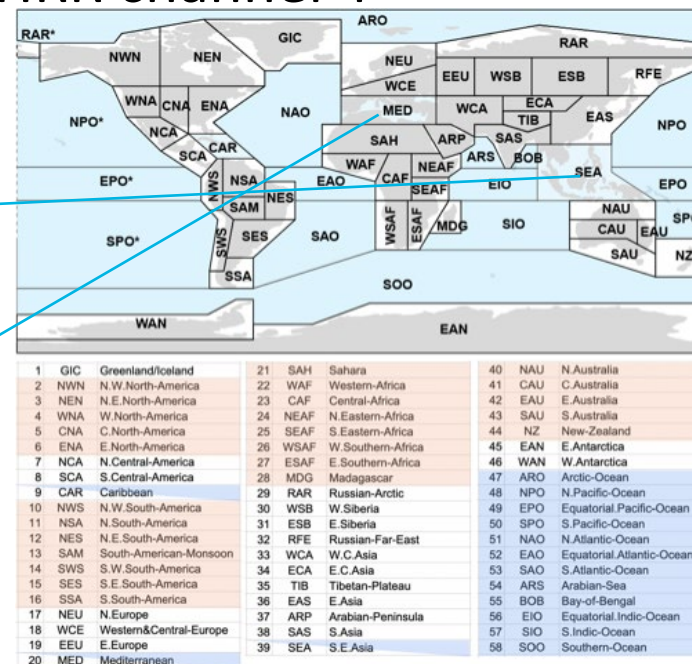 ARO
RAR*
GIC
RAR
NWN
NEN
NEU
EEU
WSB
ESB
RFE
WCE
WNA
CNA
ENA
NAO
MED
WCA
ECA
TIB
EAS
NPO*
NPO
NCA
SCA
CAR
SAH
ARP
SAS
WAF
CAF
NEAF
ARS
BOB
SEA
EPO*
NWS
NSA
EAO
SEAF
EIO
EPO
SAM
NES
NAU
SPO*
SWS
SES
SAO
WSAF
ESAF
MDG
SIO
CAU
EAU
SAU
NZ
SSA
SOO
WAN
EAN
1 GIC Greenland/Iceland
2 NWN N.W.North-America
3 NEN N.E.North-America
4 WNA W.North-America
5 CNA C.North-America
6 ENA E.North-America
7 NCA N.Central-America
8 SCA S.Central-America
9 CAR Caribbean
10 NWS N.W.South-America
11 NSA N.South-America
12 NES N.E.South-America
13 SAM South-American-Monsoon
14 SWS S.W.South-America
15 SES S.E.South-America
16 SSA S.South-America
17 NEU N.Europe
18 WCE Western&Central-Europe
19 EEU E.Europe
20 MED Mediterranean
21 SAH Sahara
22 WAF Western-Africa
23 CAF Central-Africa
24 NEAF N.Eastern-Africa
25 SEAF S.Eastern-Africa
26 WSAF W.Southern-Africa
27 ESAF E.Southern-Africa
28 MDG Madagascar
29 RAR Russian-Arctic
30 WSB W.Siberia
31 ESB E.Siberia
32 RFE Russian-Far-East
33 WCA W.C.Asia
34 ECA E.C.Asia
35 TIB Tibetan-Plateau
36 EAS E.Asia
37 ARP Arabian-Peninsula
38 SAS S.Asia
39 SEA S.E.Asia
40 NAU N.Australia
41 CAU C.Australia
42 EAU E.Australia
43 SAU S.Australia
44 NZ New-Zealand
45 EAN E.Antarctica
46 WAN W.Antarctica
47 ARO Arctic-Ocean
48 NPO N.Pacific-Ocean
49 EPO Equatorial.Pacific-Ocean
50 SPO S.Pacific-Ocean
51 NAO N.Atlantic-Ocean
52 EAO Equatorial.Atlantic-Ocean
53 SAO S.Atlantic-Ocean
54 ARS Arabian-Sea
55 BOB Bay-of-Bengal
56 EIO Equatorial.Indic-Ocean
57 SIO S.Indic-Ocean
58 SOO Southern-Ocean